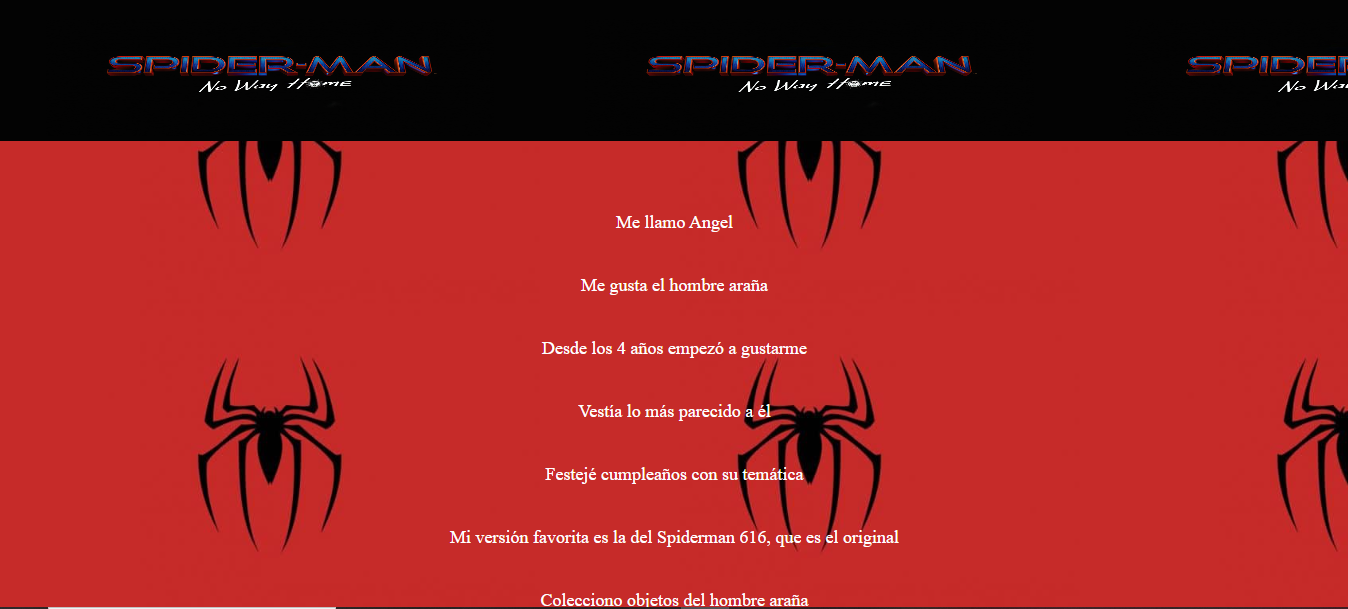 SPIDER-MAN SPIDER-MAN SPIDER
No Way Home No Way Home No Way
Me llamo Angel
Me gusta el hombre araña
Desde los 4 años empezó a gustarme
Vestía lo más parecido a él
Festejé cumpleaños con su temática
Mi versión favorita es la del Spiderman 616, que es el original
Colecciono objetos del hombre araña